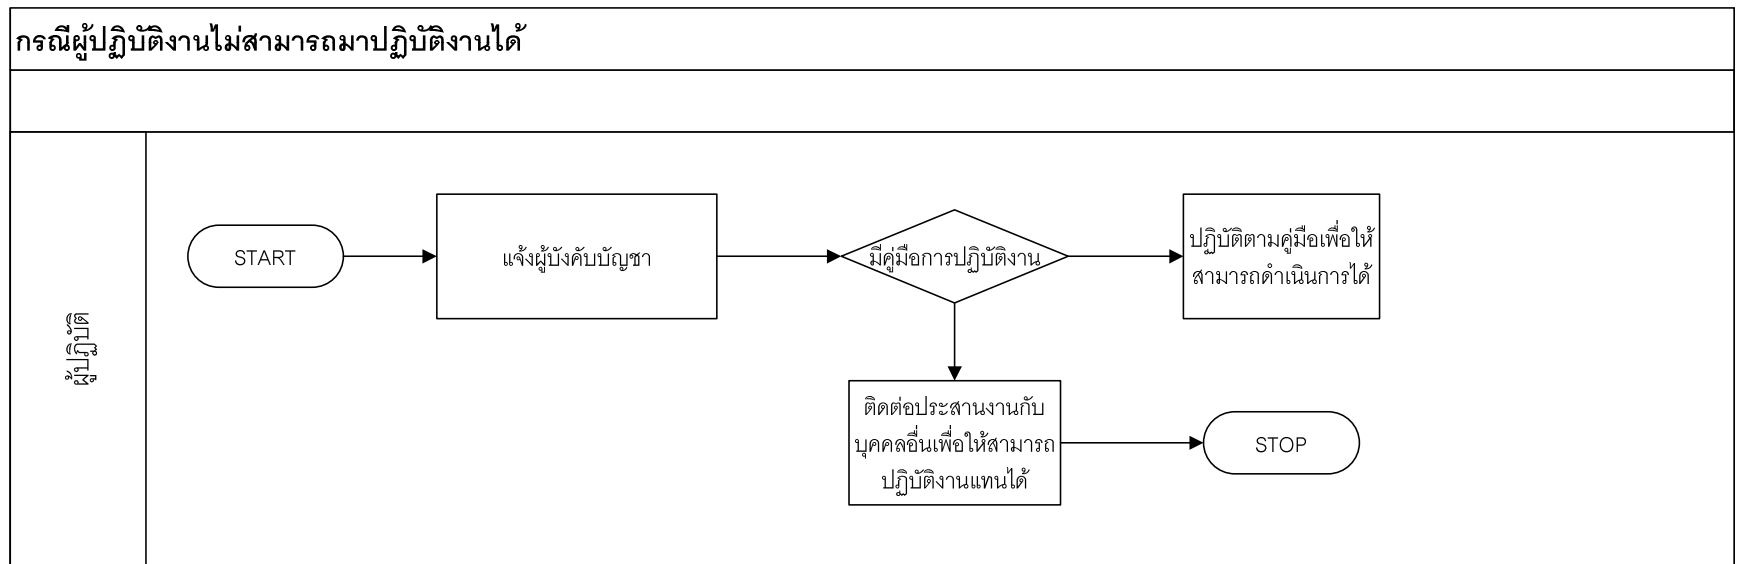 กรณีผู้ปฏิบัติงานไม่สามารถมาปฏิบัติงานได้
ผู้ปฏิบัติ
START
แจ้งผู้บังคับบัญชา
มีคู่มือการปฏิบัติงาน
ปฏิบัติตามคู่มือเพื่อให้
สามารถดำเนินการได้
ติดต่อประสานงานกับ
บุคคลอื่นเพื่อให้สามารถ
ปฏิบัติงานแทนได้
STOP